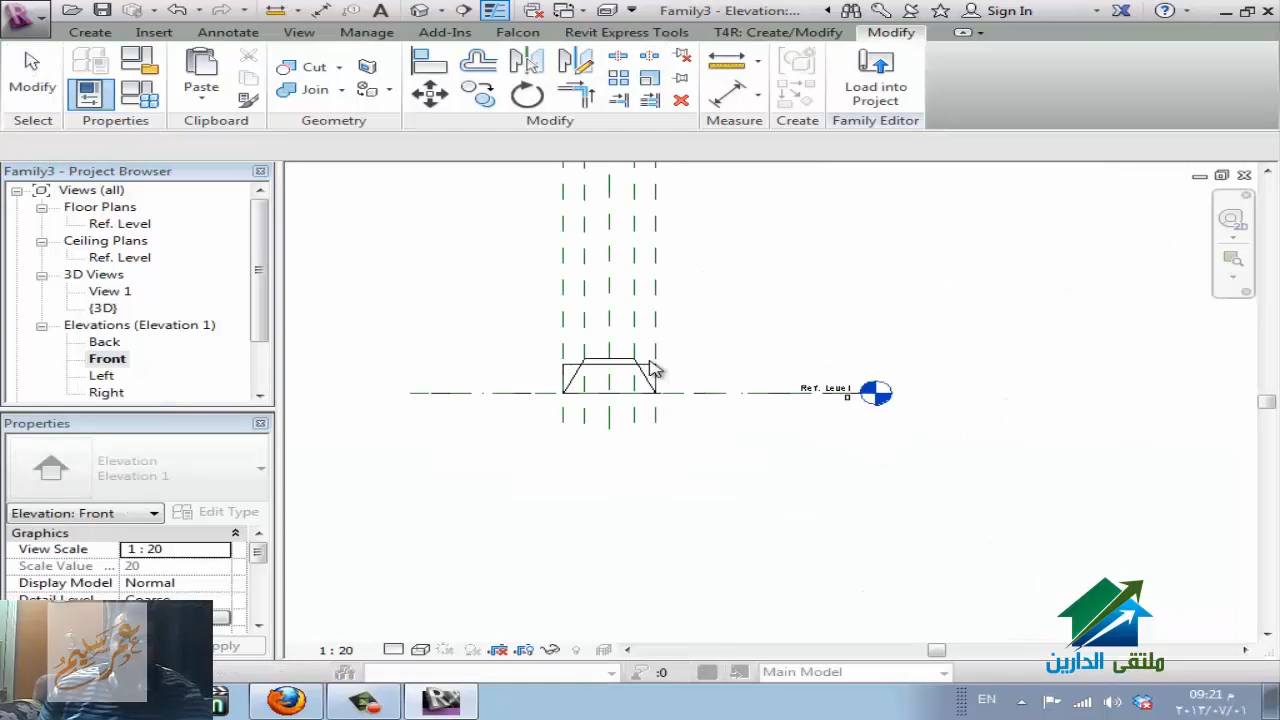 Family3 - Elevation:...
Sign In
Create
Insert
Annotate
View
Manage
Add-Ins
Falcon
Revit Express Tools
T4R: Create/Modify
Modify
Modify
Paste
Cut
Join
Load into
Project
Select
Properties
Clipboard
Geometry
Modify
Measure
Create
Family Editor
Family3 - Project Browser
Views (all)
Floor Plans
Ref. Level
Ceiling Plans
Ref. Level
3D Views
View 1
{3D}
Elevations (Elevation 1)
Back
Front
Left
Right
Ref. Level
Properties
Elevation
Elevation 1
Elevation: Front
Edit Type
Graphics
View Scale
1 : 20
Scale Value ...
20
Display Model
Normal
1 : 20
:0
Main Model
ملتقى الدارين
EN
09:21 م
٢٠١٣/٠٧/٠١